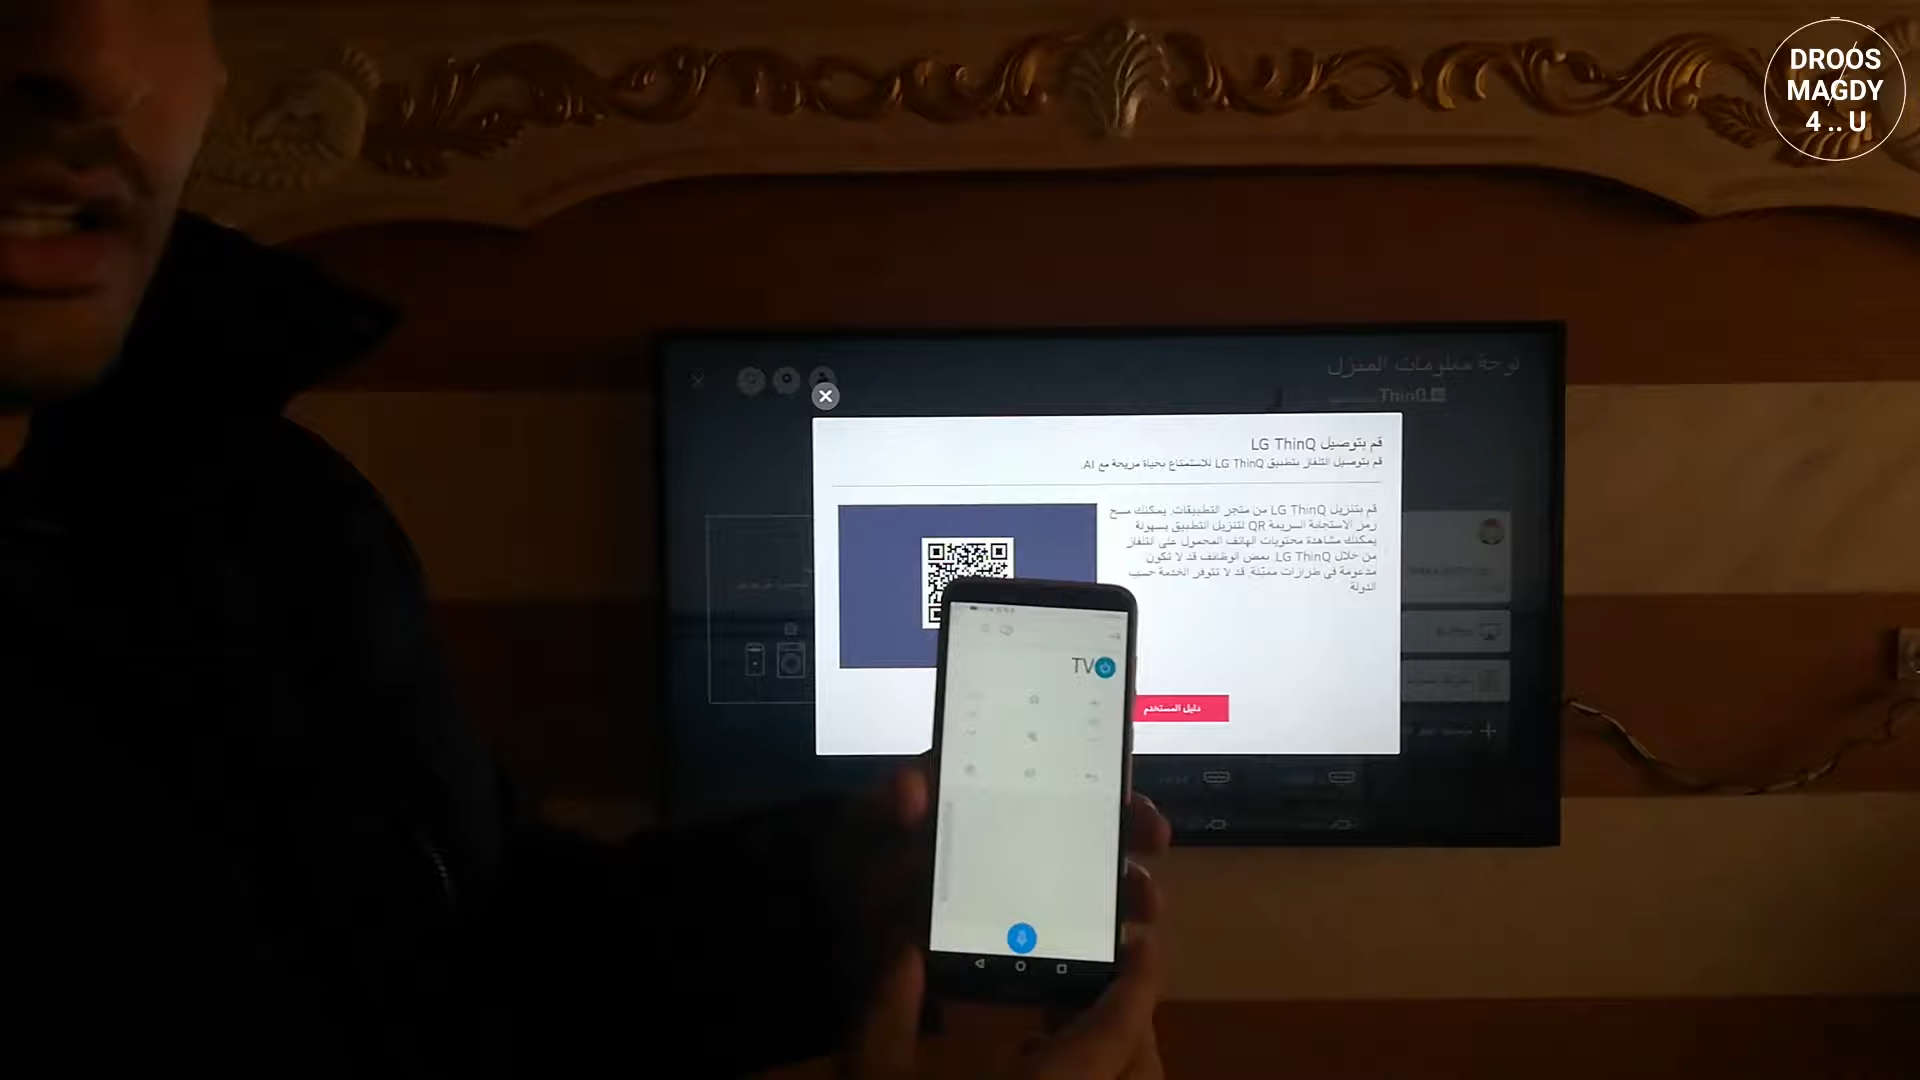 DROOS
MAGDY
4 .. U
لوحة معلومات المنزل
ThinQ
قم بتوصيل LG ThinQ
قم بتوصيل التلفاز بتطبيق LG ThinQ للاستمتاع بحياة مريحة مع AI.
قم بتنزيل LG ThinQ من متجر التطبيقات. يمكنك مسح
رمز الاستجابة السريعة QR لتنزيل التطبيق بسهولة
يمكنك مشاهدة محتويات الهاتف المحمول على التلفاز
من خلال LG ThinQ. بعض الوظائف قد لا تكون
مدعومة في طرازات معيّنة. قد لا تتوفر الخدمة حسب
الدولة
دليل المستخدم
TV